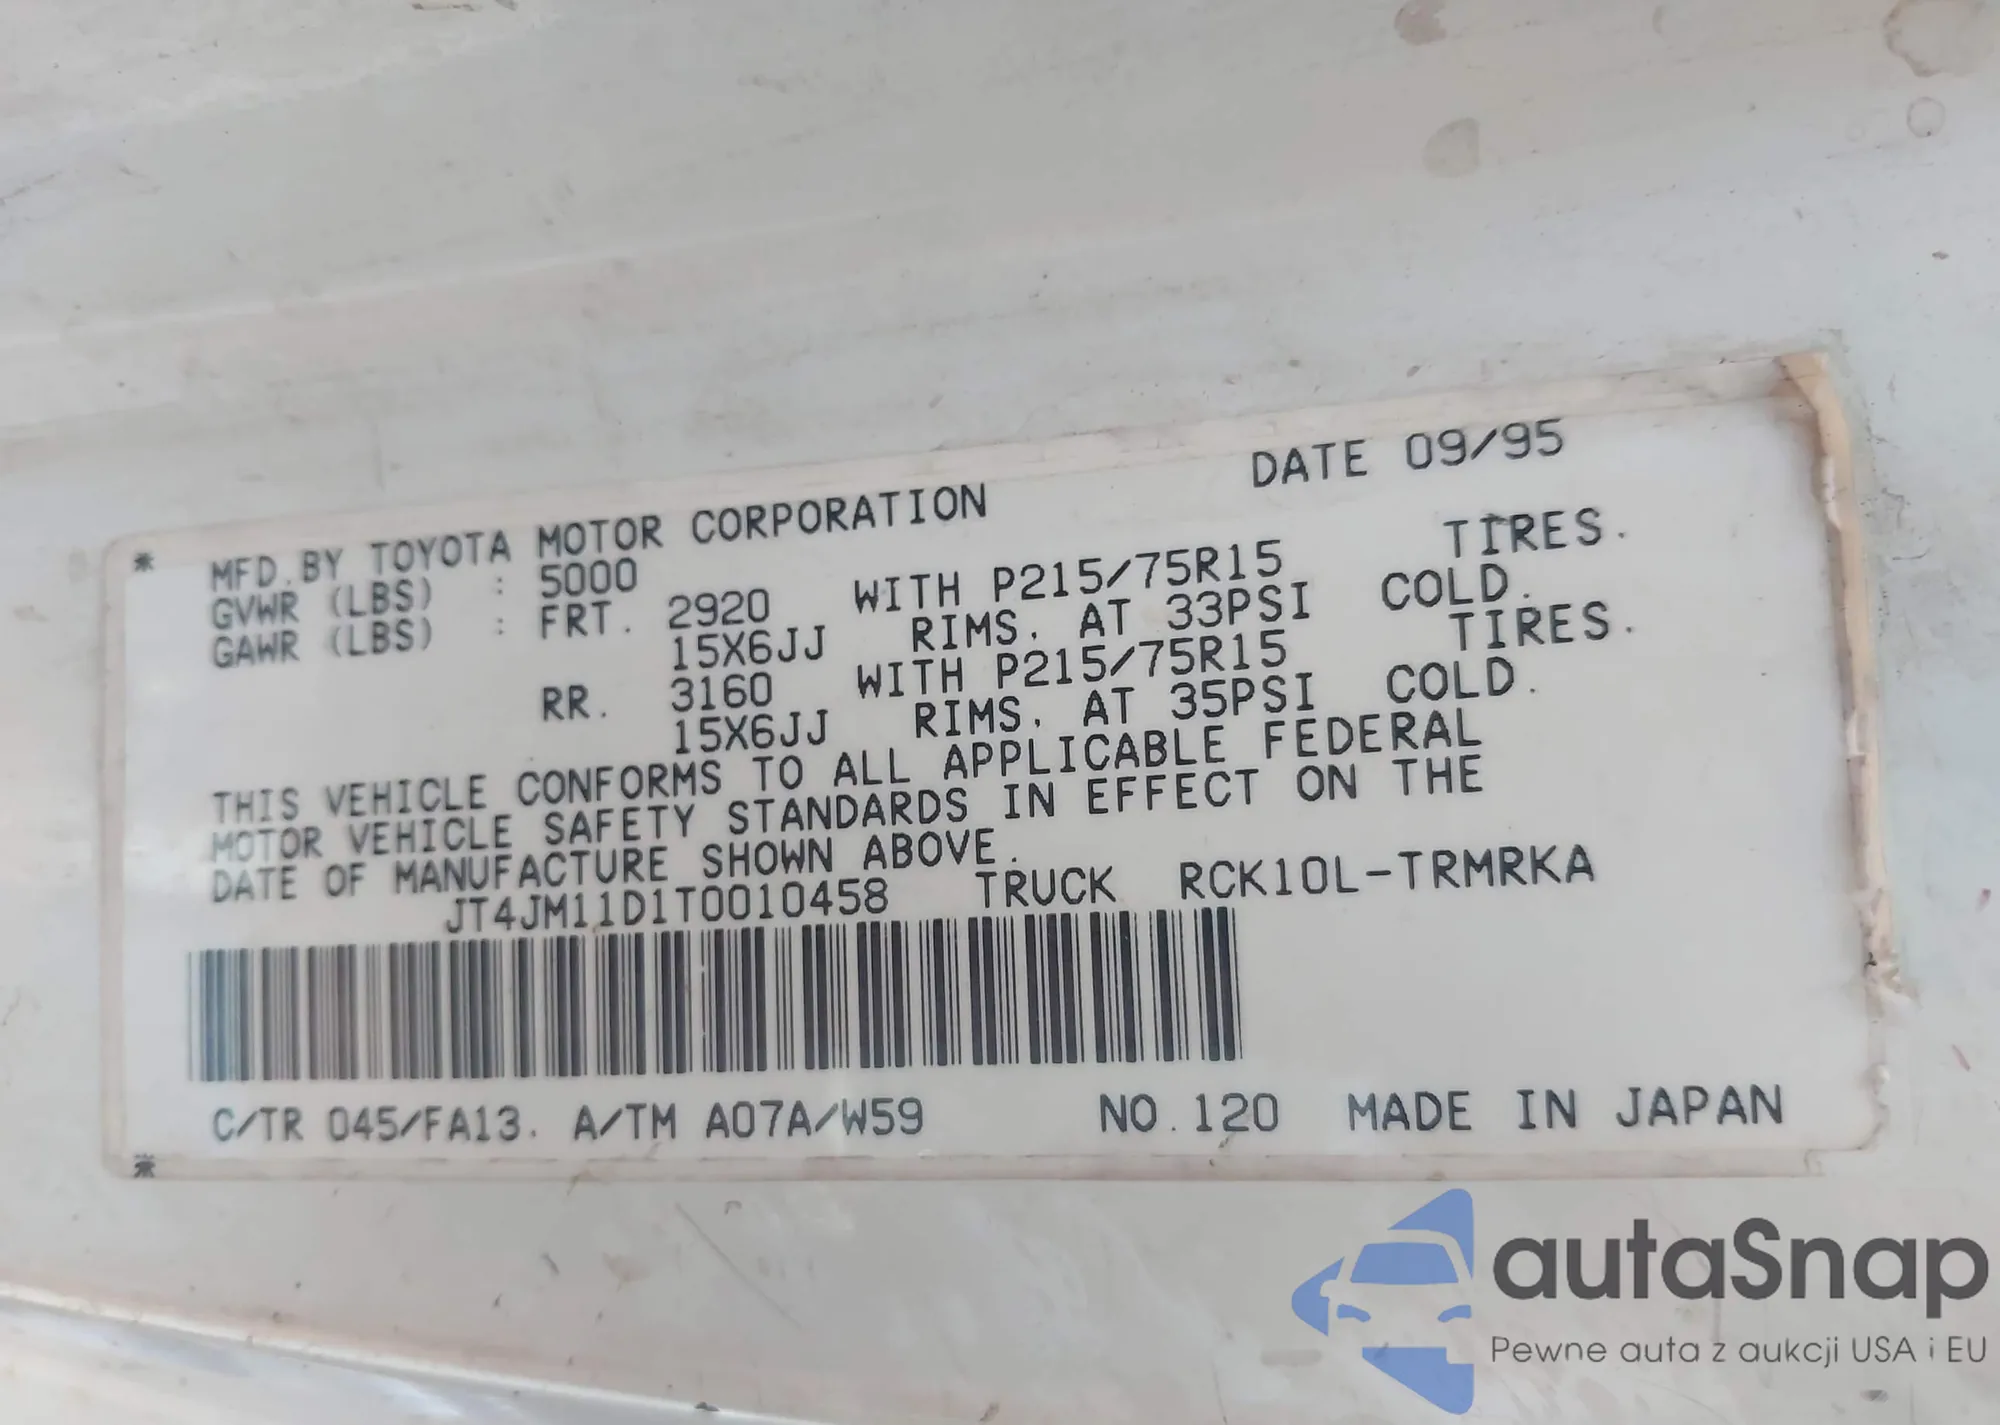 * MFD.BY TOYOTA MOTOR CORPORATION DATE 09/95
GVWR (LBS) : 5000
GAWR (LBS) : FRT. 2920 WITH P215/75R15 TIRES.
15X6JJ RIMS, AT 33PSI COLD.
RR. 3160 WITH P215/75R15 TIRES.
15X6JJ RIMS, AT 35PSI COLD.
THIS VEHICLE CONFORMS TO ALL APPLICABLE FEDERAL
MOTOR VEHICLE SAFETY STANDARDS IN EFFECT ON THE
DATE OF MANUFACTURE SHOWN ABOVE.
JT4JM11D1T0010458 TRUCK RCK10L-TRMRKA
C/TR 045/FA13. A/TM A07A/W59 NO.120 MADE IN JAPAN
*
autaSnap
Pewne auta z aukcji USA i EU